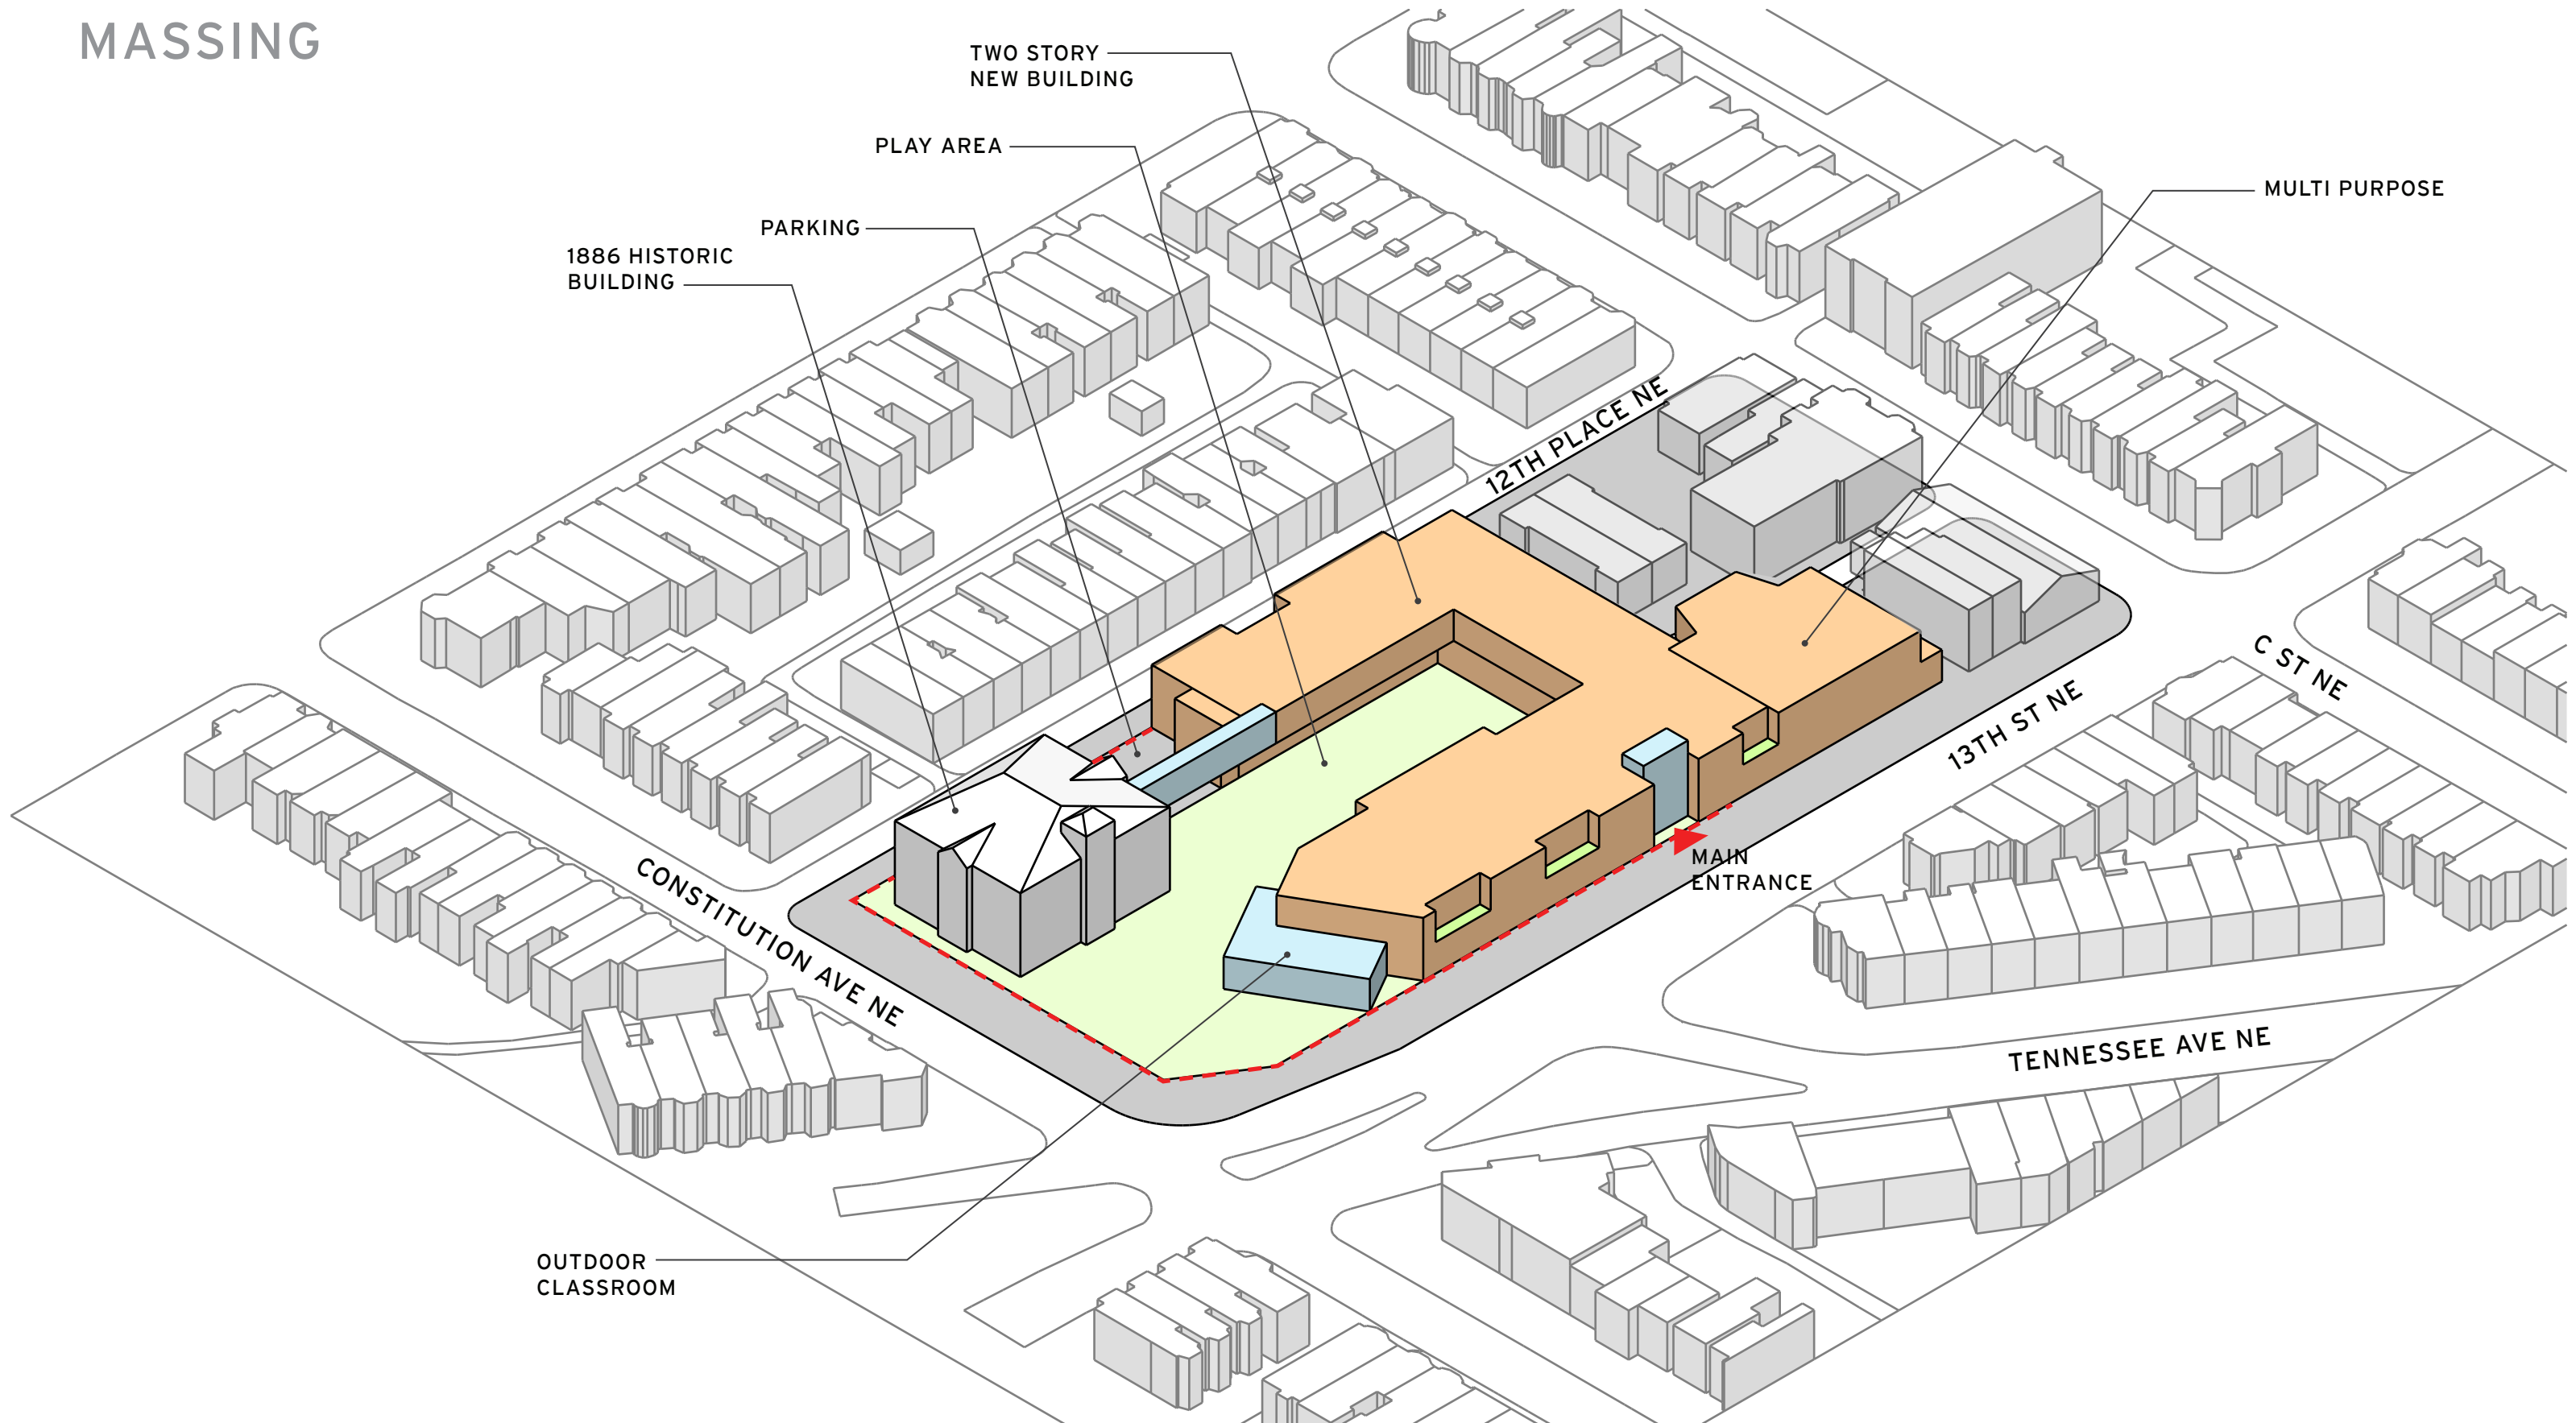 MASSING
TWO STORY
NEW BUILDING
PLAY AREA
PARKING
1886 HISTORIC
BUILDING
MULTI PURPOSE
12TH PLACE NE
C ST NE
13TH ST NE
MAIN
ENTRANCE
CONSTITUTION AVE NE
TENNESSEE AVE NE
OUTDOOR
CLASSROOM